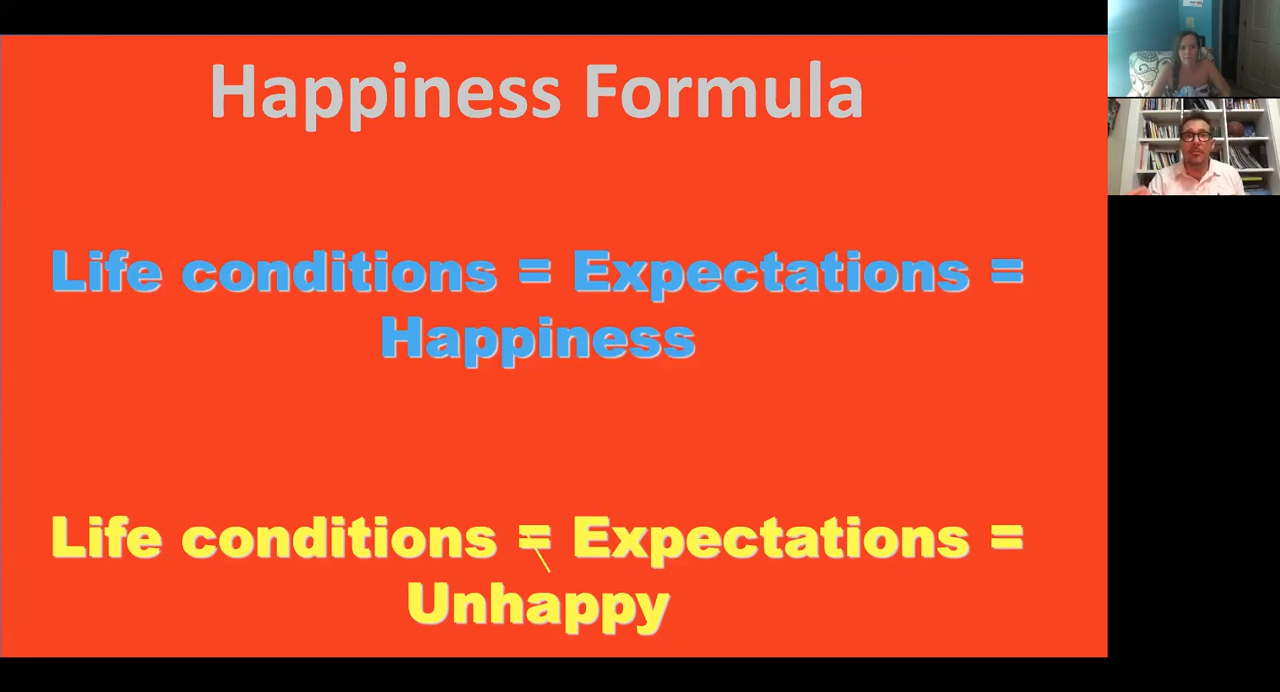 Happiness Formula
Life conditions = Expectations =
Happiness
Life conditions = Expectations =
Unhappy